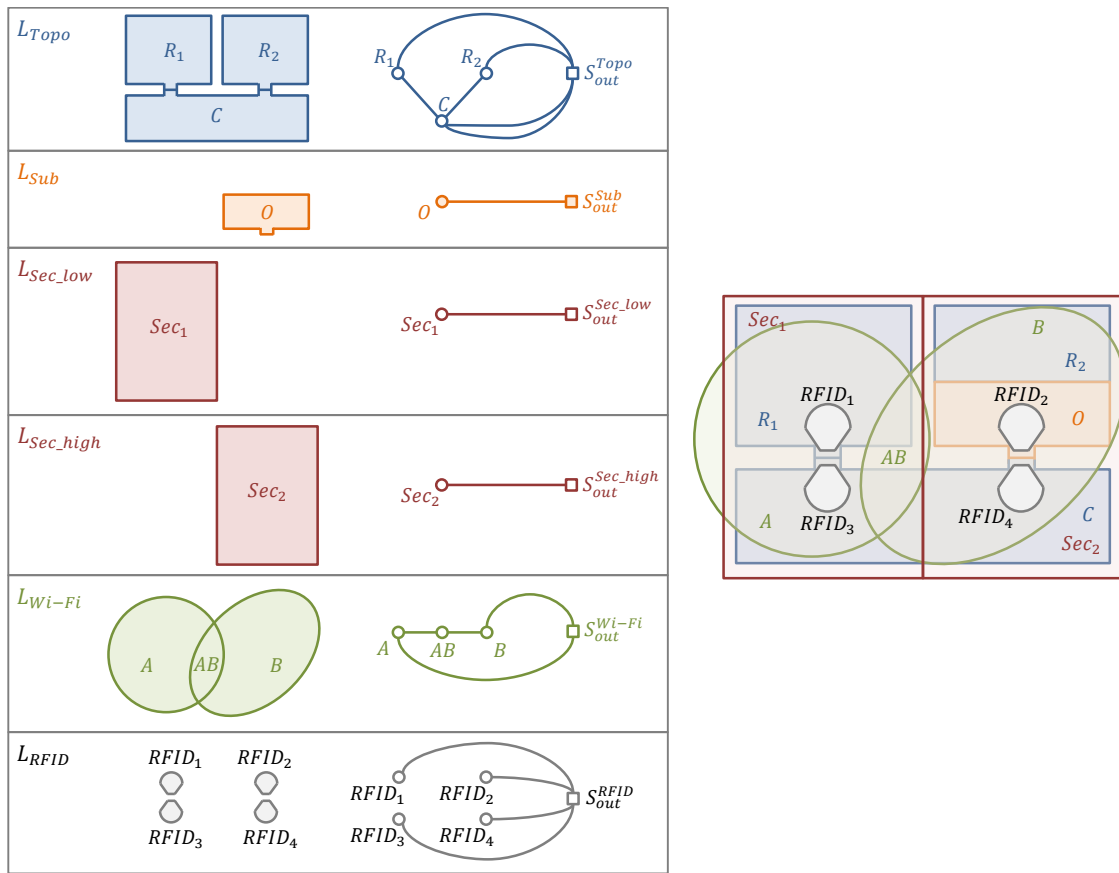 L_Topo
R_1 R_2 R_1 R_2 S_out^Topo
C C
L_Sub
O O S_out^Sub
L_Sec_low
Sec_1 Sec_1 S_out^Sec_low
L_Sec_high
Sec_2 Sec_2 S_out^Sec_high
L_Wi−Fi
A AB B A AB B S_out^Wi−Fi
L_RFID
RFID_1 RFID_2 RFID_1 RFID_2 S_out^RFID
RFID_3 RFID_4 RFID_3 RFID_4
Sec_1 B
R_2
RFID_1 RFID_2
R_1 O
AB
A RFID_3 RFID_4 C
Sec_2